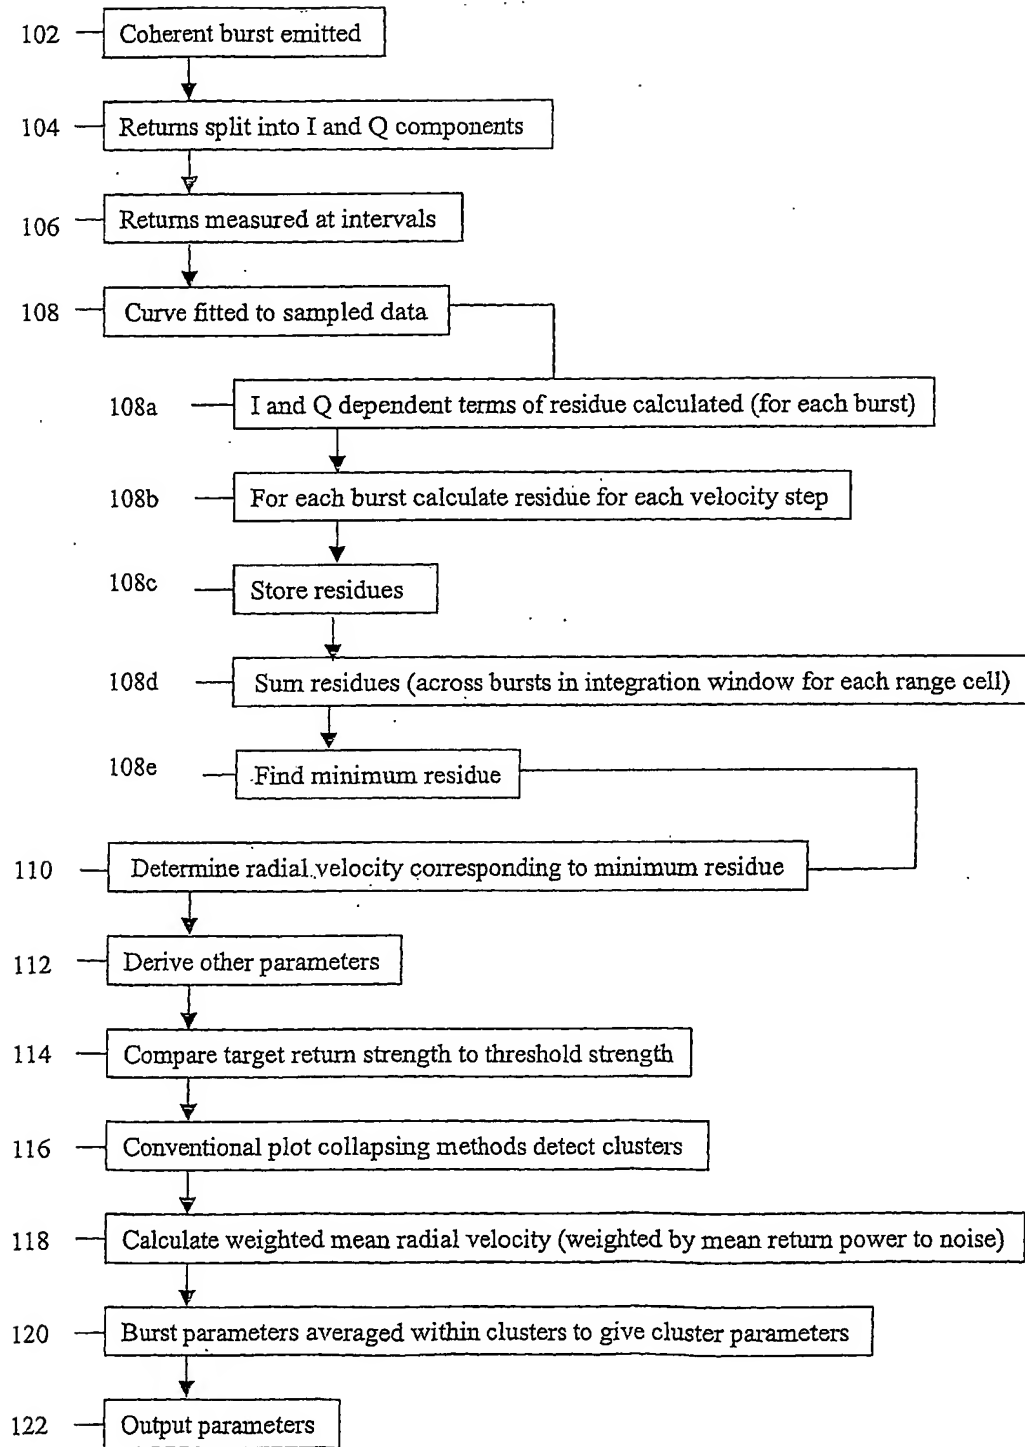 102 Coherent burst emitted
104 Returns split into I and Q components
106 Returns measured at intervals
108 Curve fitted to sampled data
108a I and Q dependent terms of residue calculated (for each burst)
108b For each burst calculate residue for each velocity step
108c Store residues
108d Sum residues (across bursts in integration window for each range cell)
108e Find minimum residue
110 Determine radial velocity corresponding to minimum residue
112 Derive other parameters
114 Compare target return strength to threshold strength
116 Conventional plot collapsing methods detect clusters
118 Calculate weighted mean radial velocity (weighted by mean return power to noise)
120 Burst parameters averaged within clusters to give cluster parameters
122 Output parameters